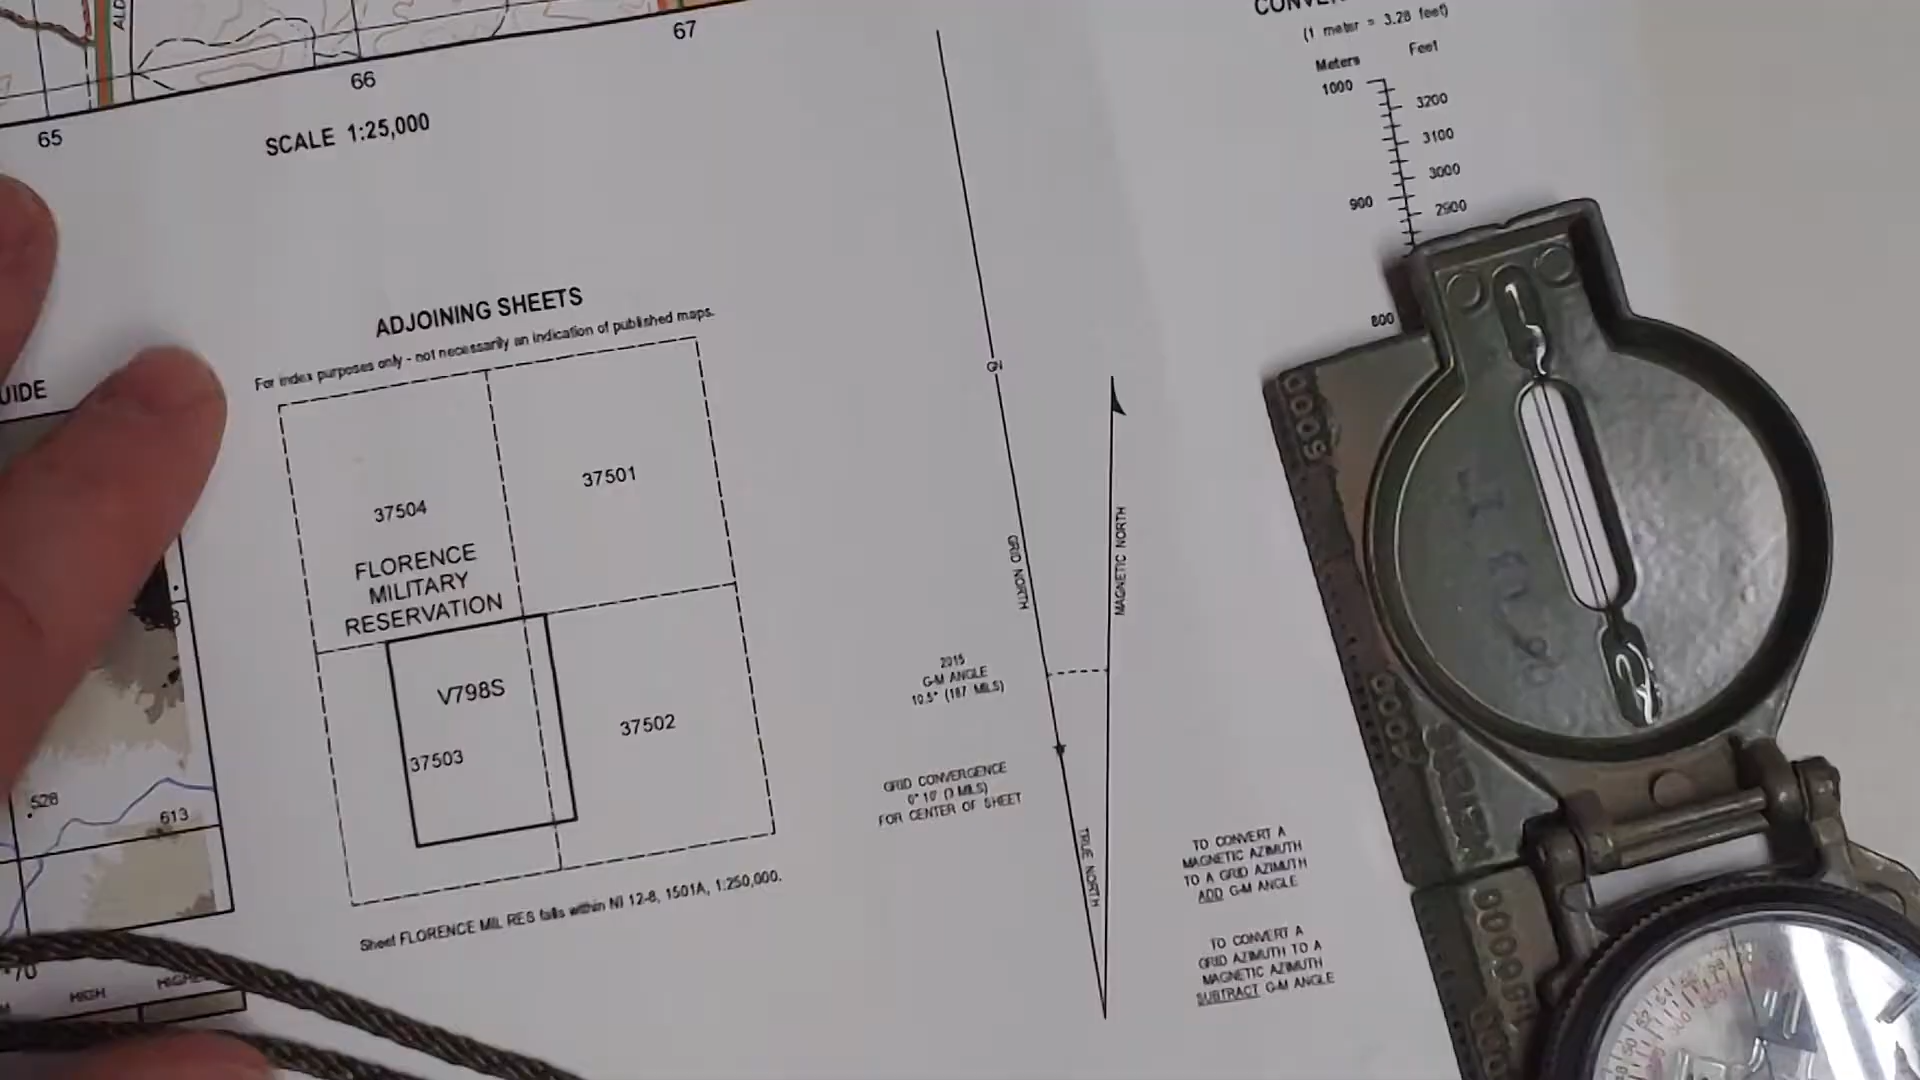 65
66
67
SCALE 1:25,000
(1 meter = 3.28 feet)
Meters
Feet
1000
900
800
3200
3100
3000
2900
ADJOINING SHEETS
For index purposes only - not necessarily an indication of published maps.
37504
37501
FLORENCE
MILITARY
RESERVATION
V798S
37503
37502
Sheet FLORENCE MIL RES falls within NI 12-8, 1501A, 1:250,000.
UIDE
528
613
HIGH
GN
GRID NORTH
MAGNETIC NORTH
TRUE NORTH
2015
G-M ANGLE
10.5° (187 MILS)
GRID CONVERGENCE
0° 10' (3 MILS)
FOR CENTER OF SHEET
TO CONVERT A
MAGNETIC AZIMUTH
TO A GRID AZIMUTH
ADD G-M ANGLE
TO CONVERT A
GRID AZIMUTH TO A
MAGNETIC AZIMUTH
SUBTRACT G-M ANGLE